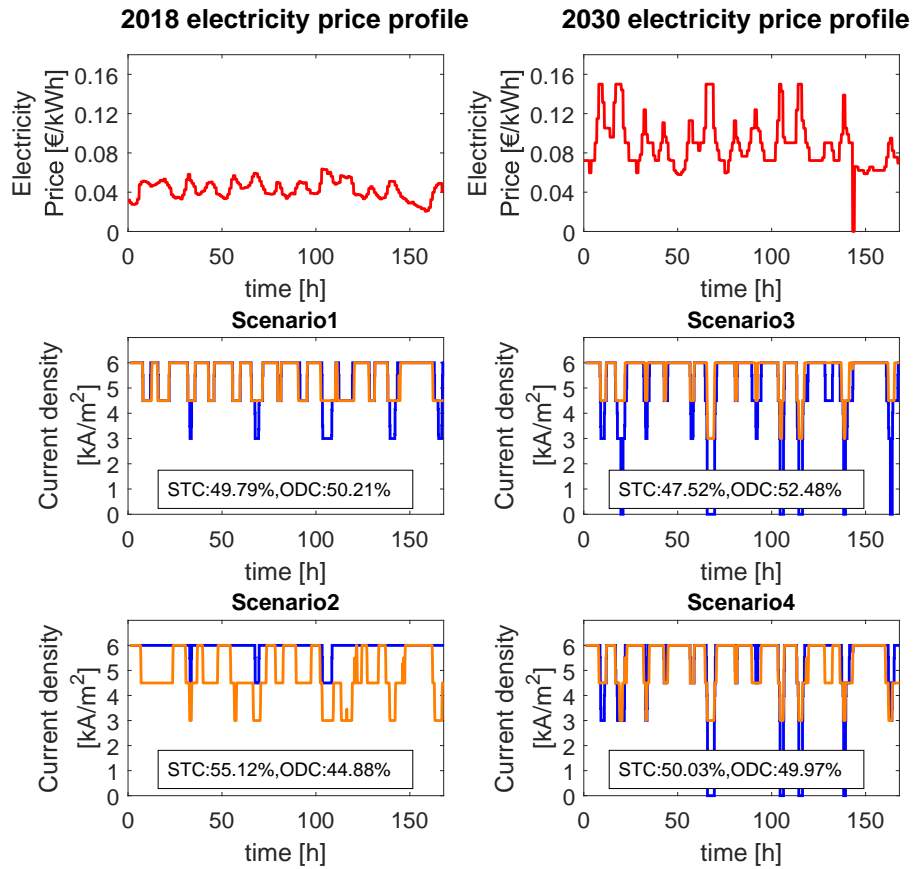 2018 electricity price profile
2030 electricity price profile
Electricity
Price [€/kWh]
0.16
0.12
0.08
0.04
0
0
50
100
150
time [h]
Electricity
Price [€/kWh]
0.16
0.12
0.08
0.04
0
0
50
100
150
time [h]
Scenario1
Current density
[kA/m²]
6
5
4
3
2
1
0
STC:49.79%,ODC:50.21%
0
50
100
150
time [h]
Scenario3
Current density
[kA/m²]
6
5
4
3
2
1
0
STC:47.52%,ODC:52.48%
0
50
100
150
time [h]
Scenario2
Current density
[kA/m²]
6
5
4
3
2
1
0
STC:55.12%,ODC:44.88%
0
50
100
150
time [h]
Scenario4
Current density
[kA/m²]
6
5
4
3
2
1
0
STC:50.03%,ODC:49.97%
0
50
100
150
time [h]